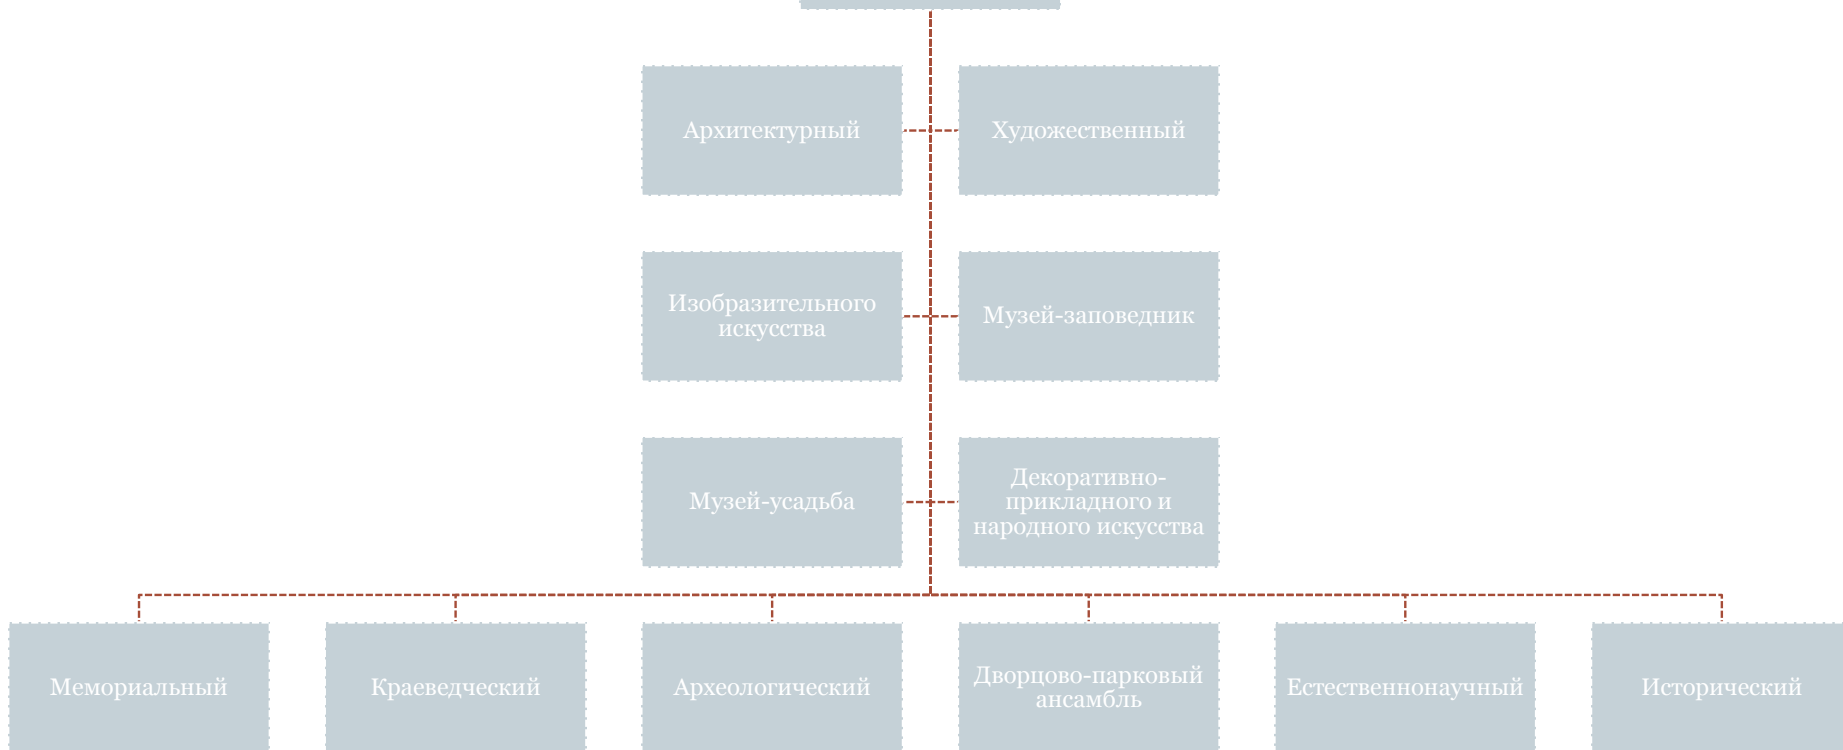 Архитектурный
Художественный
Изобразительного
искусства
Музей-заповедник
Музей-усадьба
Декоративно-
прикладного и
народного искусства
Мемориальный
Краеведческий
Археологический
Дворцово-парковый
ансамбль
Естественнонаучный
Исторический